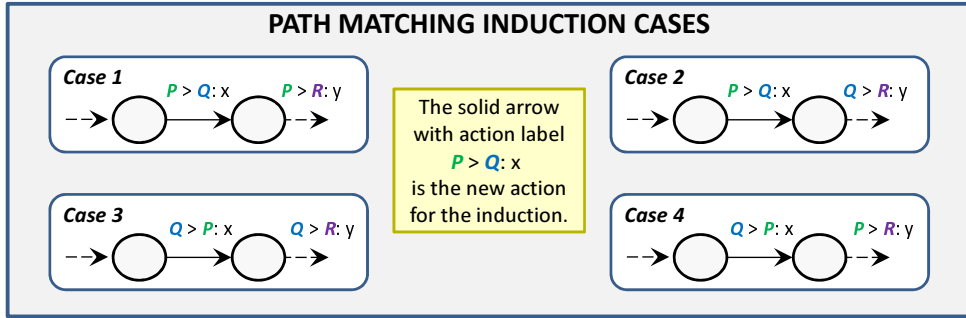 PATH MATCHING INDUCTION CASES
Case 1
P > Q: x
P > R: y
Case 2
P > Q: x
Q > R: y
The solid arrow
with action label
P > Q: x
is the new action
for the induction.
Case 3
Q > P: x
Q > R: y
Case 4
Q > P: x
P > R: y